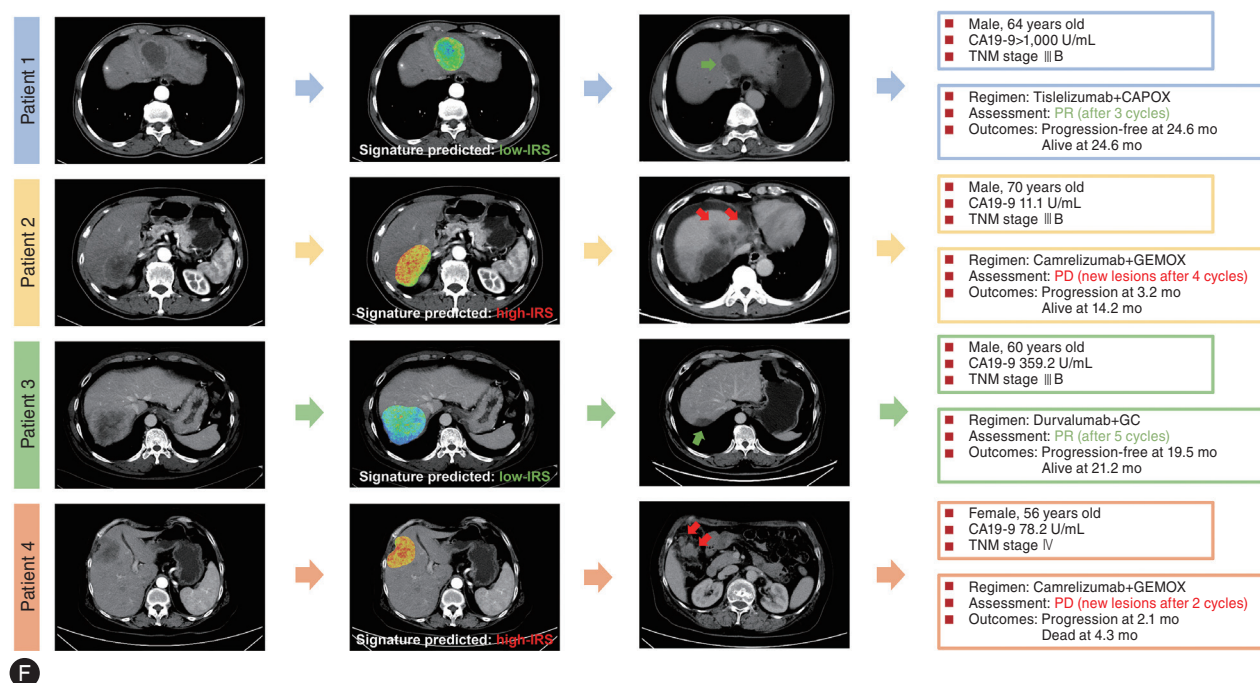 Patient 1
Signature predicted: low-IRS
Male, 64 years old
CA19-9>1,000 U/mL
TNM stage ⅢB
Regimen: Tislelizumab+CAPOX
Assessment: PR (after 3 cycles)
Outcomes: Progression-free at 24.6 mo
Alive at 24.6 mo
Patient 2
Signature predicted: high-IRS
Male, 70 years old
CA19-9 11.1 U/mL
TNM stage ⅢB
Regimen: Camrelizumab+GEMOX
Assessment: PD (new lesions after 4 cycles)
Outcomes: Progression at 3.2 mo
Alive at 14.2 mo
Patient 3
Signature predicted: low-IRS
Male, 60 years old
CA19-9 359.2 U/mL
TNM stage ⅢB
Regimen: Durvalumab+GC
Assessment: PR (after 5 cycles)
Outcomes: Progression-free at 19.5 mo
Alive at 21.2 mo
Patient 4
Signature predicted: high-IRS
Female, 56 years old
CA19-9 78.2 U/mL
TNM stage Ⅳ
Regimen: Camrelizumab+GEMOX
Assessment: PD (new lesions after 2 cycles)
Outcomes: Progression at 2.1 mo
Dead at 4.3 mo
F